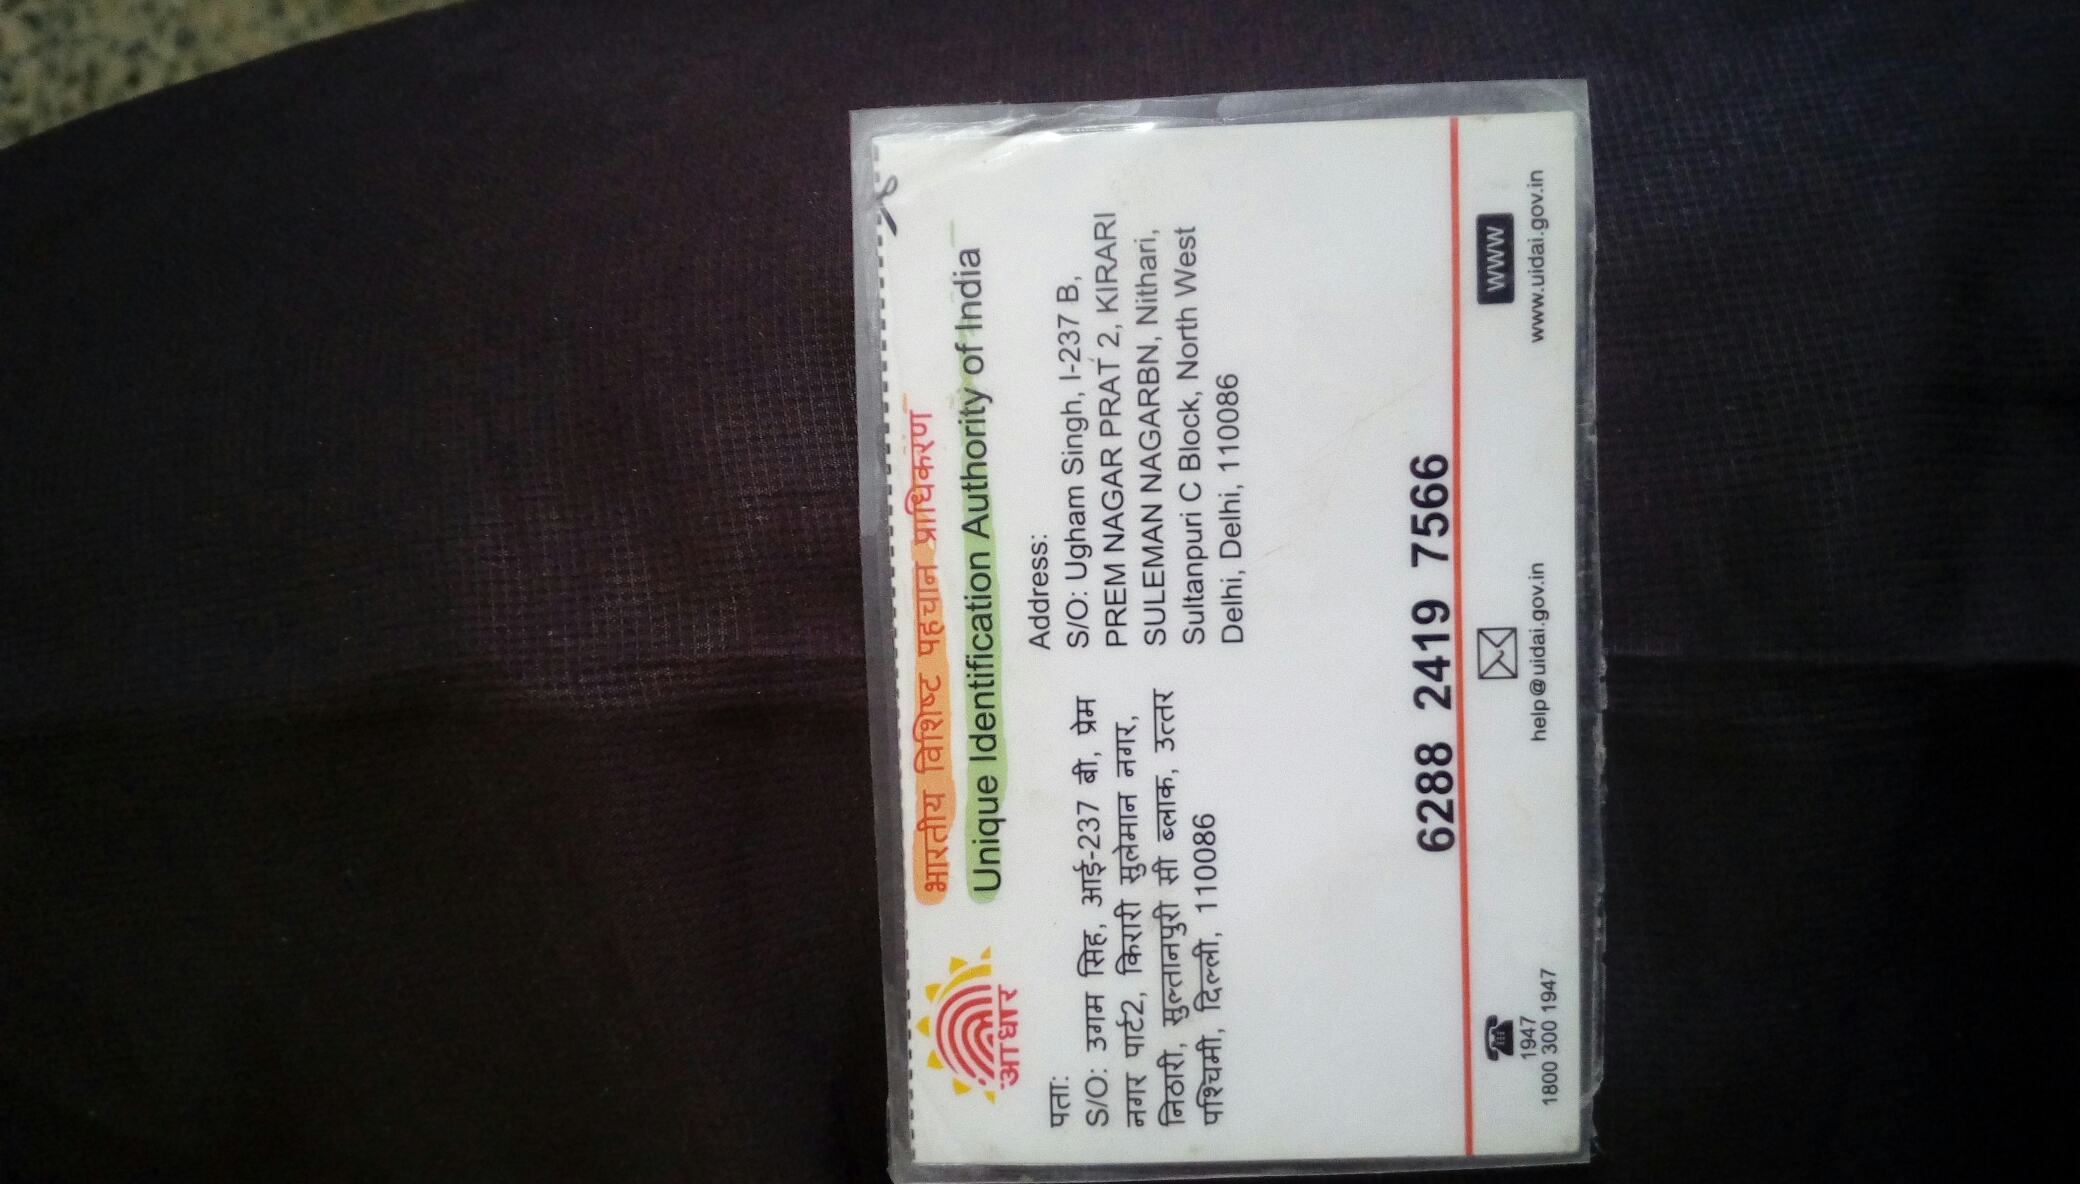 भारतीय विशिष्ट पहचान प्राधिकरण
Unique Identification Authority of India
आधार
पता:
S/O: उगम सिह, आई-237 बी, प्रेम
नगर पार्ट2, किरारी सुलेमान नगर,
निठारी, सुल्तानपुरी सी ब्लाक, उत्तर
पश्चिमी, दिल्ली, 110086
Address:
S/O: Ugham Singh, I-237 B,
PREM NAGAR PRAT 2, KIRARI
SULEMAN NAGARBN, Nithari,
Sultanpuri C Block, North West
Delhi, Delhi, 110086
6288 2419 7566
1947
1800 300 1947
help@uidai.gov.in
www
www.uidai.gov.in